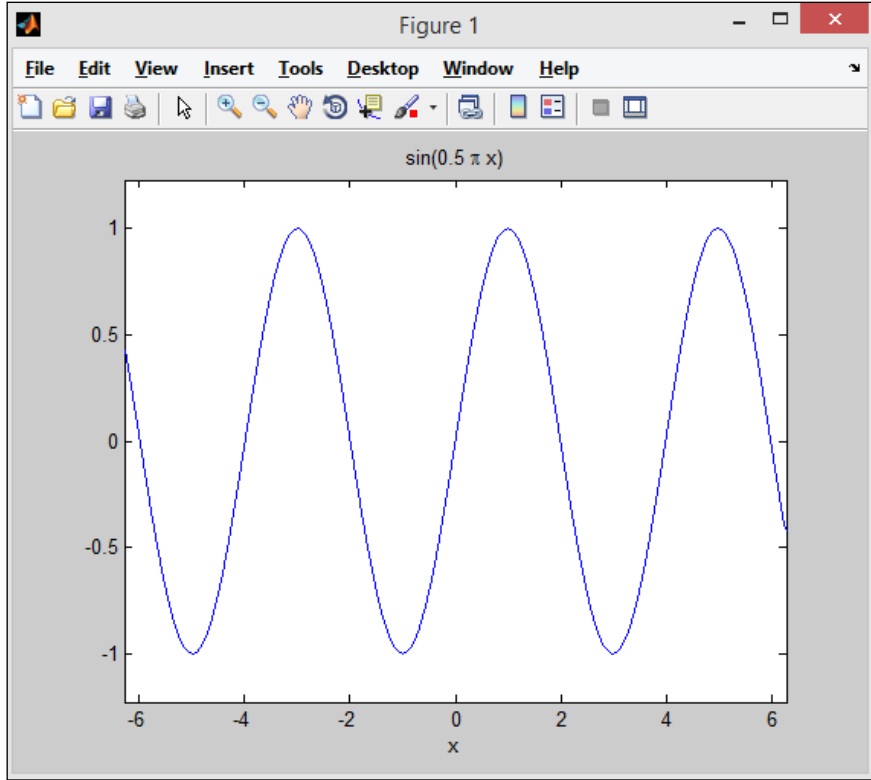 Figure 1
File Edit View Insert Tools Desktop Window Help
sin(0.5 π x)
1
0.5
0
-0.5
-1
-6 -4 -2 0 2 4 6
x